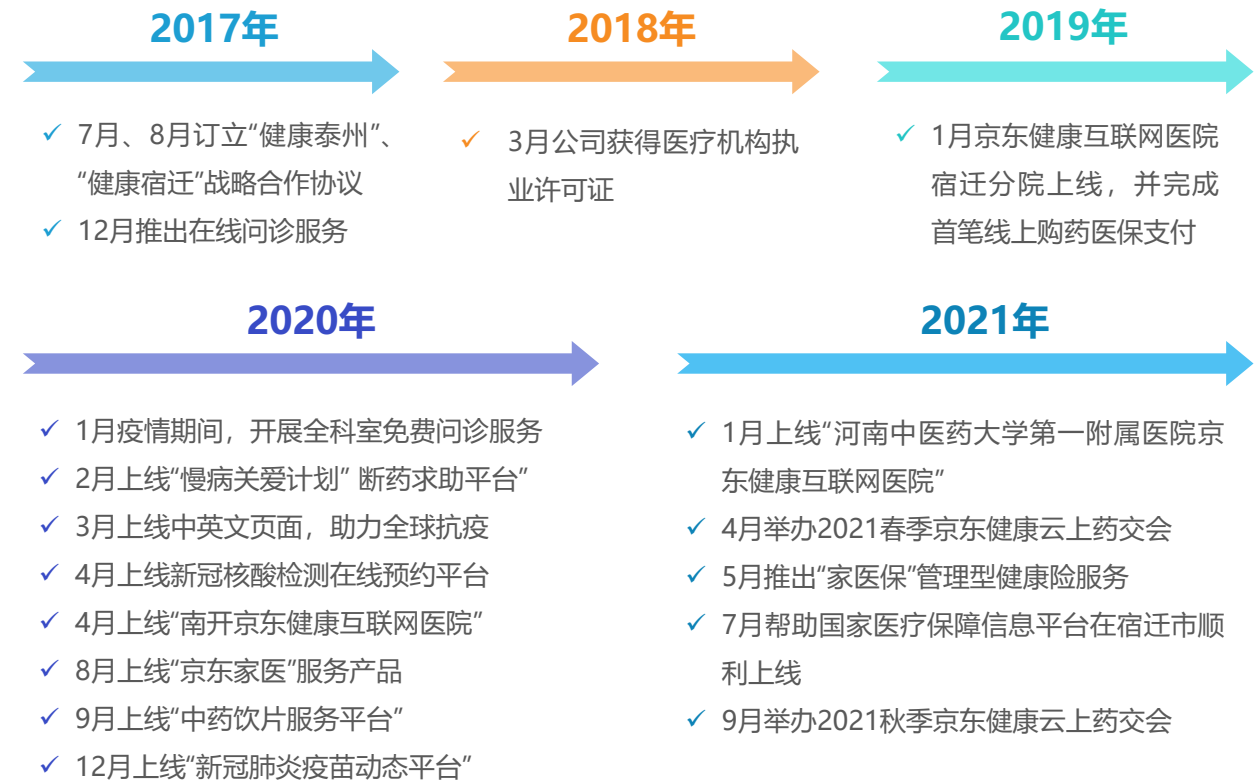 2017年
7月、8月订立“健康泰州”、
“健康宿迁”战略合作协议
12月推出在线问诊服务
2018年
3月公司获得医疗机构执
业许可证
2019年
1月京东健康互联网医院
宿迁分院上线，并完成
首笔线上购药医保支付
2020年
1月疫情期间，开展全科室免费问诊服务
2月上线“慢病关爱计划” 断药求助平台”
3月上线中英文页面，助力全球抗疫
4月上线新冠核酸检测在线预约平台
4月上线“南开京东健康互联网医院”
8月上线“京东家医”服务产品
9月上线“中药饮片服务平台”
12月上线“新冠肺炎疫苗动态平台”
2021年
1月上线“河南中医药大学第一附属医院京
东健康互联网医院”
4月举办2021春季京东健康云上药交会
5月推出“家医保”管理型健康险服务
7月帮助国家医疗保障信息平台在宿迁市顺
利上线
9月举办2021秋季京东健康云上药交会